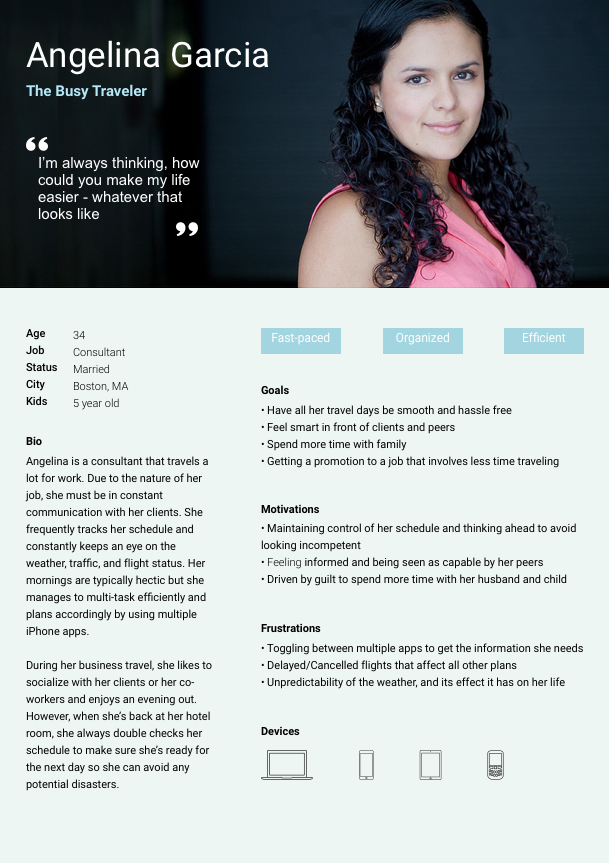 Angelina Garcia
The Busy Traveler
“
I’m always thinking, how
could you make my life
easier - whatever that
looks like
”
Age 34
Job Consultant
Status Married
City Boston, MA
Kids 5 year old
Bio
Angelina is a consultant that travels a
lot for work. Due to the nature of her
job, she must be in constant
communication with her clients. She
frequently tracks her schedule and
constantly keeps an eye on the
weather, traffic, and flight status. Her
mornings are typically hectic but she
manages to multi-task efficiently and
plans accordingly by using multiple
iPhone apps.
During her business travel, she likes to
socialize with her clients or her co-
workers and enjoys an evening out.
However, when she’s back at her hotel
room, she always double checks her
schedule to make sure she’s ready for
the next day so she can avoid any
potential disasters.
Fast-paced Organized Efficient
Goals
• Have all her travel days be smooth and hassle free
• Feel smart in front of clients and peers
• Spend more time with family
• Getting a promotion to a job that involves less time traveling
Motivations
• Maintaining control of her schedule and thinking ahead to avoid
looking incompetent
• Feeling informed and being seen as capable by her peers
• Driven by guilt to spend more time with her husband and child
Frustrations
• Toggling between multiple apps to get the information she needs
• Delayed/Cancelled flights that affect all other plans
• Unpredictability of the weather, and its effect it has on her life
Devices